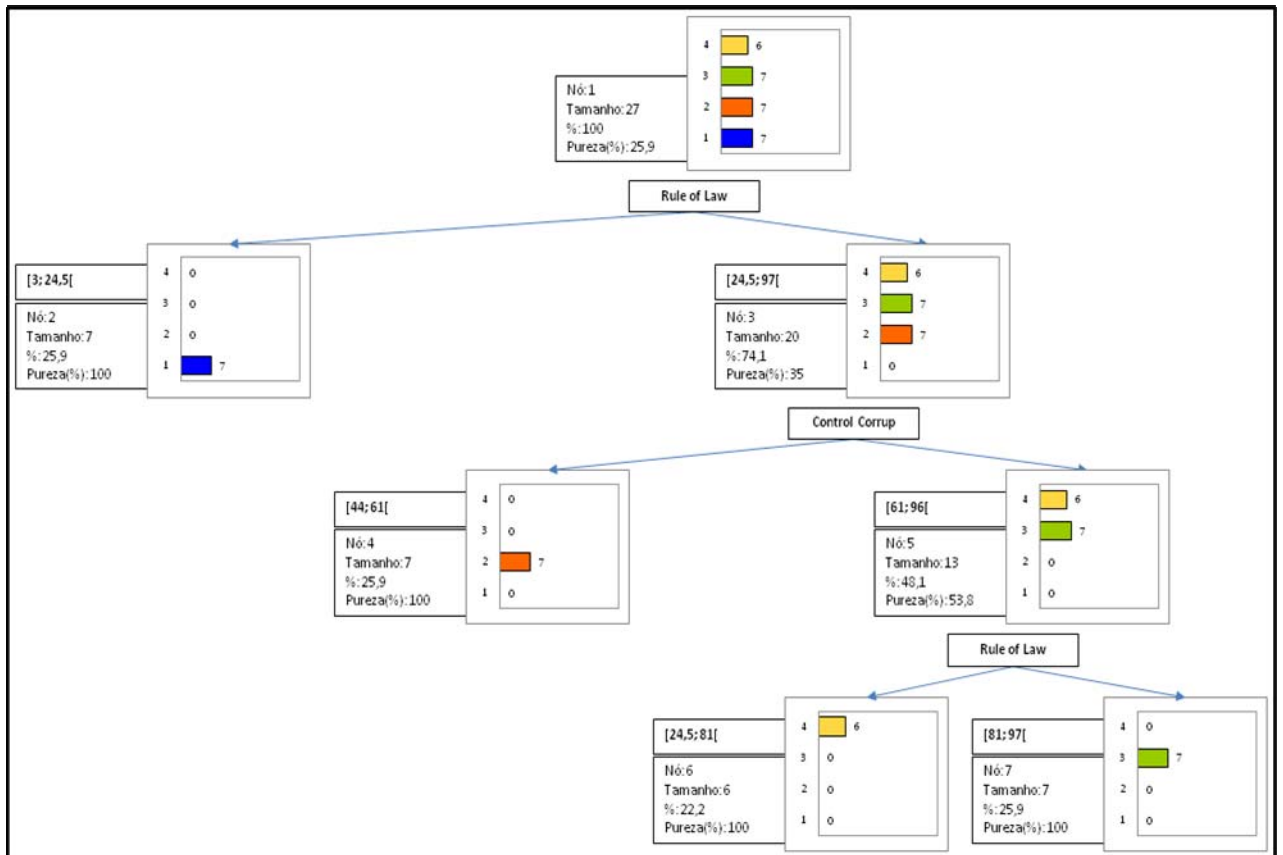 4 6
3 7
2 7
1 7
Nó:1
Tamanho:27
%:100
Pureza(%):25,9
Rule of Law
[3;24,5[
Nó:2
Tamanho:7
%:25,9
Pureza(%):100
4 0
3 0
2 0
1 7
[24,5;97[
Nó:3
Tamanho:20
%:74,1
Pureza(%):35
4 6
3 7
2 7
1 0
Control Corrup
[44;61[
Nó:4
Tamanho:7
%:25,9
Pureza(%):100
4 0
3 0
2 7
1 0
[61;96[
Nó:5
Tamanho:13
%:48,1
Pureza(%):53,8
4 6
3 7
2 0
1 0
Rule of Law
[24,5;81[
Nó:6
Tamanho:6
%:22,2
Pureza(%):100
4 6
3 0
2 0
1 0
[81;97[
Nó:7
Tamanho:7
%:25,9
Pureza(%):100
4 0
3 7
2 0
1 0